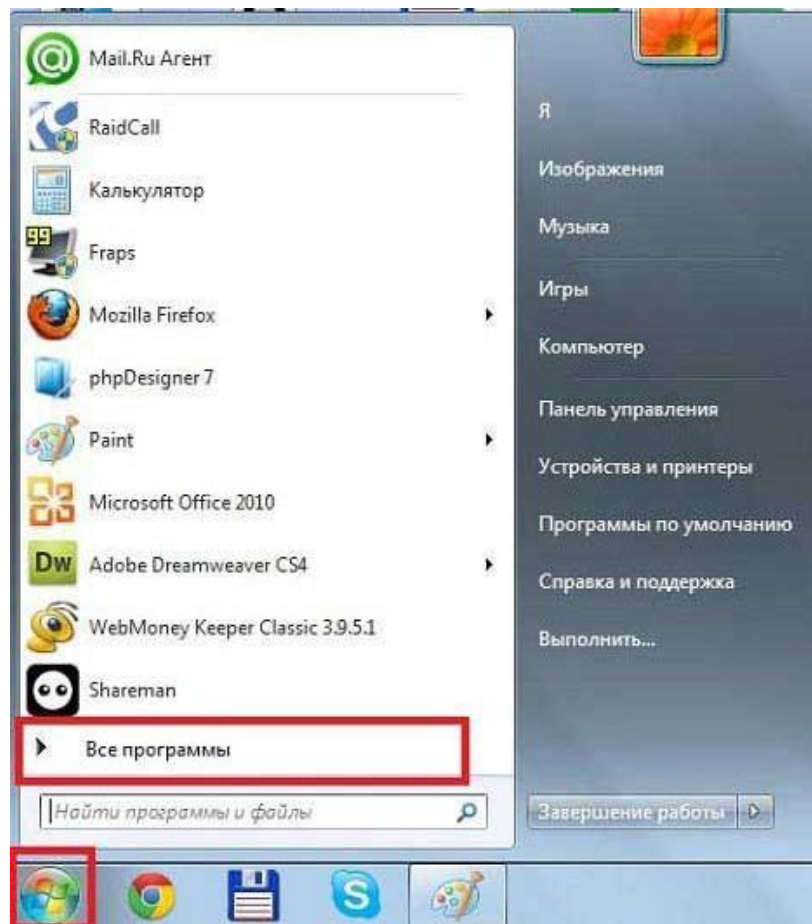 Mail.Ru Агент
RaidCall
Калькулятор
99
Fraps
Mozilla Firefox
phpDesigner 7
Paint
Microsoft Office 2010
Dw Adobe Dreamweaver CS4
WebMoney Keeper Classic 3.9.5.1
Shareman
Все программы
Найти программы и файлы
Я
Изображения
Музыка
Игры
Компьютер
Панель управления
Устройства и принтеры
Программы по умолчанию
Справка и поддержка
Выполнить...
Завершение работы